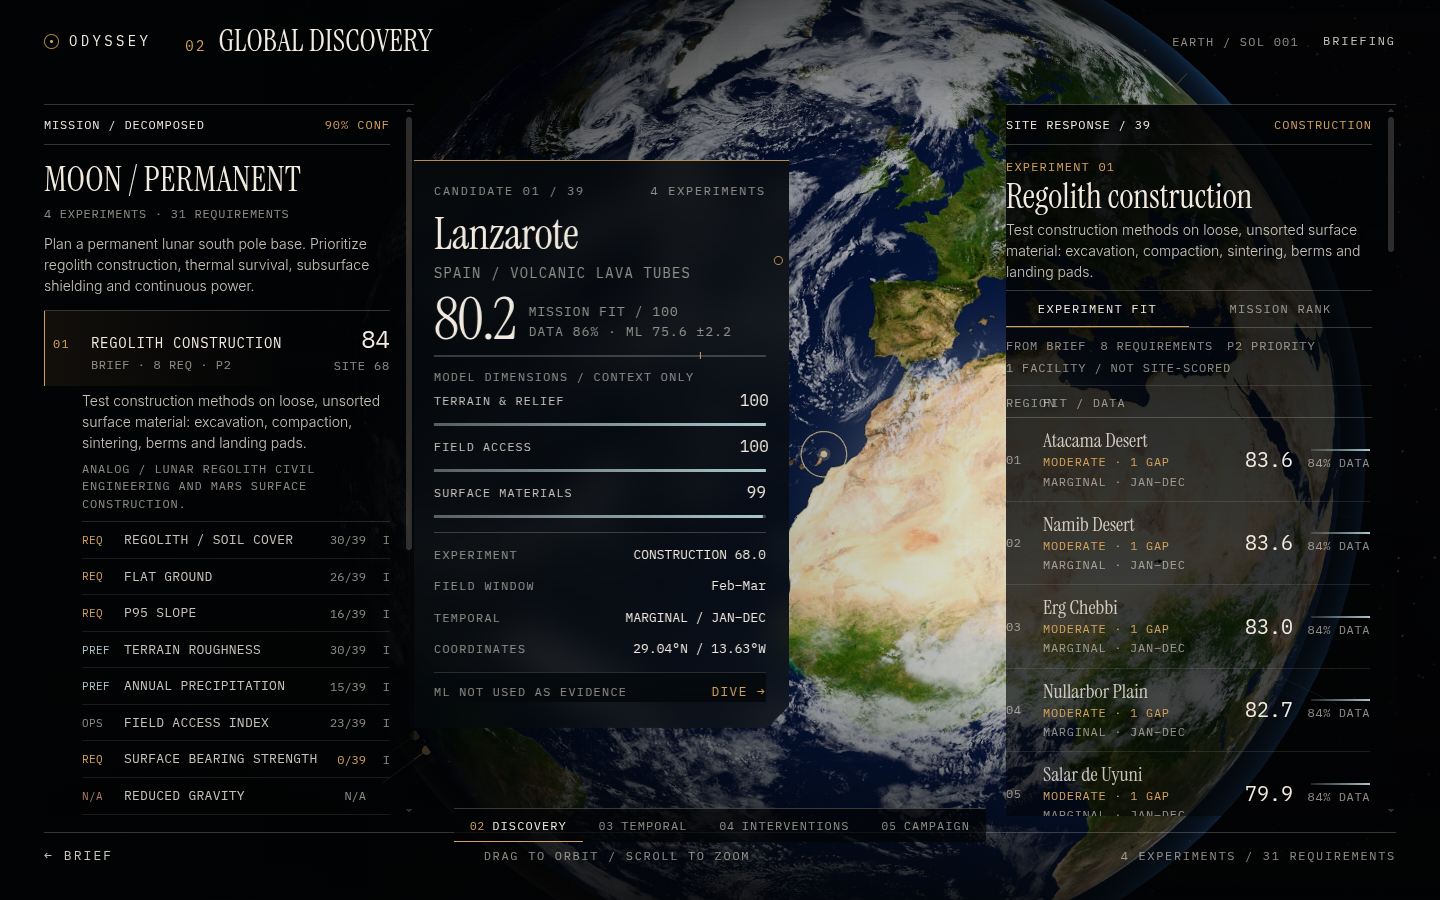 ODYSSEY
02 GLOBAL DISCOVERY
EARTH / SOL 001 BRIEFING
MISSION / DECOMPOSED 90% CONF
MOON / PERMANENT
4 EXPERIMENTS · 31 REQUIREMENTS
Plan a permanent lunar south pole base. Prioritize
regolith construction, thermal survival, subsurface
shielding and continuous power.
01 REGOLITH CONSTRUCTION 84
BRIEF · 8 REQ · P2 SITE 68
Test construction methods on loose, unsorted
surface material: excavation, compaction,
sintering, berms and landing pads.
ANALOG / LUNAR REGOLITH CIVIL
ENGINEERING AND MARS SURFACE
CONSTRUCTION.
REQ REGOLITH / SOIL COVER 30/39 I
REQ FLAT GROUND 26/39 I
REQ P95 SLOPE 16/39 I
PREF TERRAIN ROUGHNESS 30/39 I
PREF ANNUAL PRECIPITATION 15/39 I
OPS FIELD ACCESS INDEX 23/39 I
REQ SURFACE BEARING STRENGTH 0/39 I
N/A REDUCED GRAVITY N/A
CANDIDATE 01 / 39 4 EXPERIMENTS
Lanzarote
SPAIN / VOLCANIC LAVA TUBES
80.2 MISSION FIT / 100
DATA 86% · ML 75.6 ±2.2
MODEL DIMENSIONS / CONTEXT ONLY
TERRAIN & RELIEF 100
FIELD ACCESS 100
SURFACE MATERIALS 99
EXPERIMENT CONSTRUCTION 68.0
FIELD WINDOW Feb–Mar
TEMPORAL MARGINAL / JAN–DEC
COORDINATES 29.04°N / 13.63°W
ML NOT USED AS EVIDENCE DIVE →
SITE RESPONSE / 39 CONSTRUCTION
EXPERIMENT 01
Regolith construction
Test construction methods on loose, unsorted surface
material: excavation, compaction, sintering, berms and
landing pads.
EXPERIMENT FIT MISSION RANK
FROM BRIEF 8 REQUIREMENTS P2 PRIORITY
1 FACILITY / NOT SITE-SCORED
REGION FIT / DATA
01 Atacama Desert 83.6 84% DATA
MODERATE · 1 GAP
MARGINAL · JAN–DEC
02 Namib Desert 83.6 84% DATA
MODERATE · 1 GAP
MARGINAL · JAN–DEC
03 Erg Chebbi 83.0 84% DATA
MODERATE · 1 GAP
MARGINAL · JAN–DEC
04 Nullarbor Plain 82.7 84% DATA
MODERATE · 1 GAP
MARGINAL · JAN–DEC
05 Salar de Uyuni 79.9 84% DATA
MODERATE · 1 GAP
MARGINAL · JAN–DEC
02 DISCOVERY 03 TEMPORAL 04 INTERVENTIONS 05 CAMPAIGN
← BRIEF
DRAG TO ORBIT / SCROLL TO ZOOM
4 EXPERIMENTS / 31 REQUIREMENTS